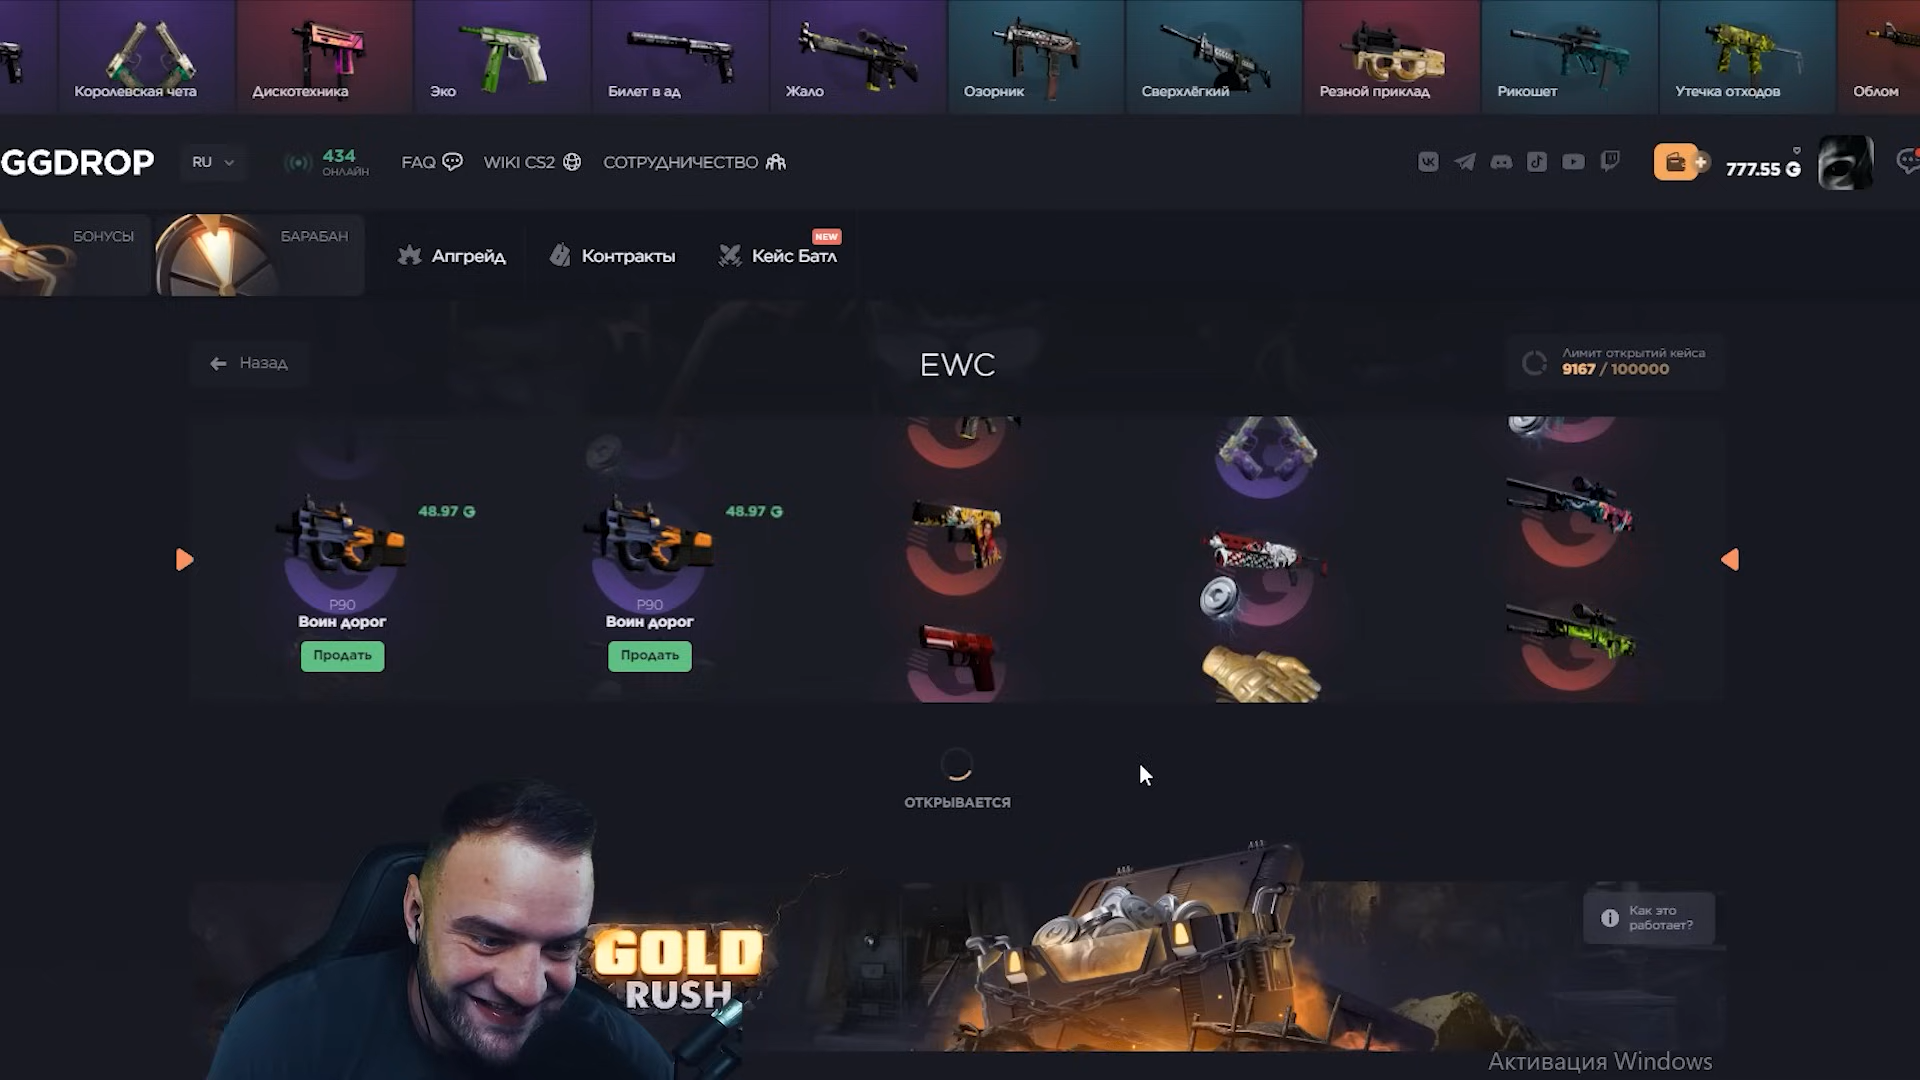 Королевская чета
Дискотехника
Эко
Билет в ад
Жало
Озорник
Сверхлёгкий
Резной приклад
Рикошет
Утечка отходов
Облом
GGDROP
RU
434
ОНЛАЙН
FAQ
WIKI CS2
СОТРУДНИЧЕСТВО
777.55
БОНУСЫ
БАРАБАН
Апгрейд
Контракты
Кейс Батл
NEW
Назад
EWC
Лимит открытий кейса
9167 / 100000
48.97
P90
Воин дорог
Продать
48.97
P90
Воин дорог
Продать
ОТКРЫВАЕТСЯ
GOLD
RUSH
Как это
работает?
Активация Windows